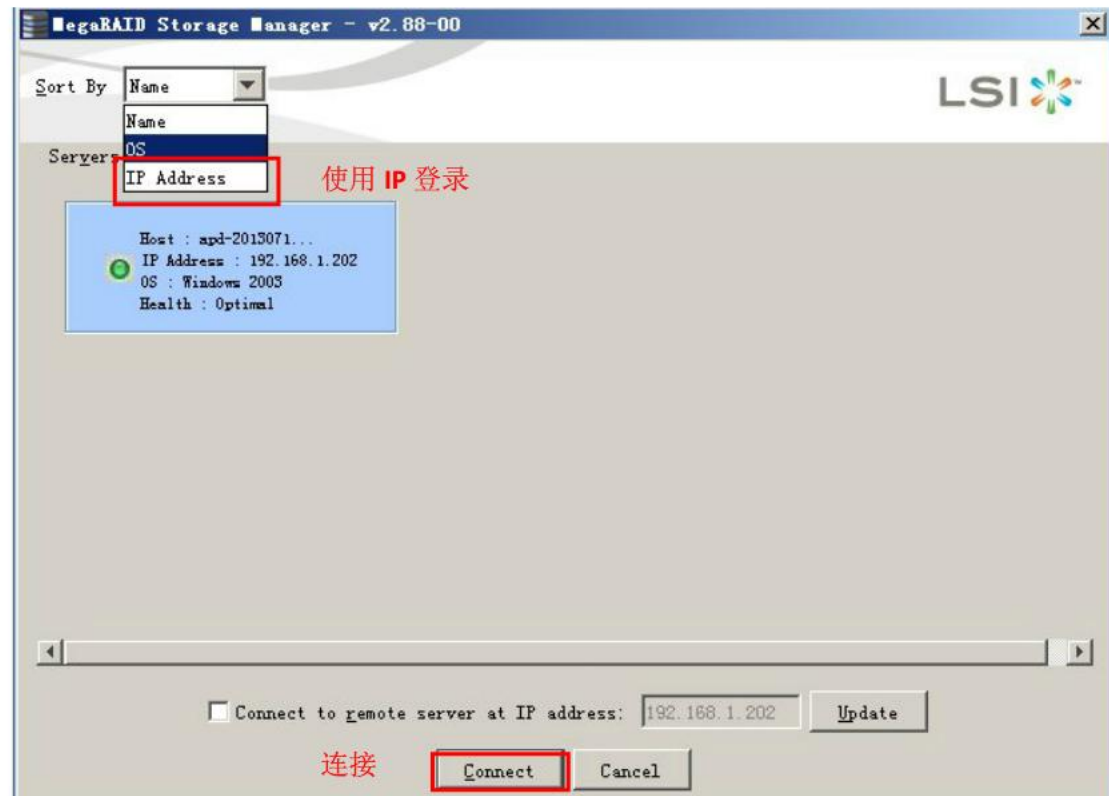 MegaRAID Storage Manager - v2.88-00
Sort By Name
LSI
Name
OS
Servers
IP Address
使用 IP 登录
Host : apd-2013071...
IP Address : 192.168.1.202
OS : Windows 2003
Health : Optimal
Connect to remote server at IP address: 192.168.1.202 Update
连接 Connect Cancel